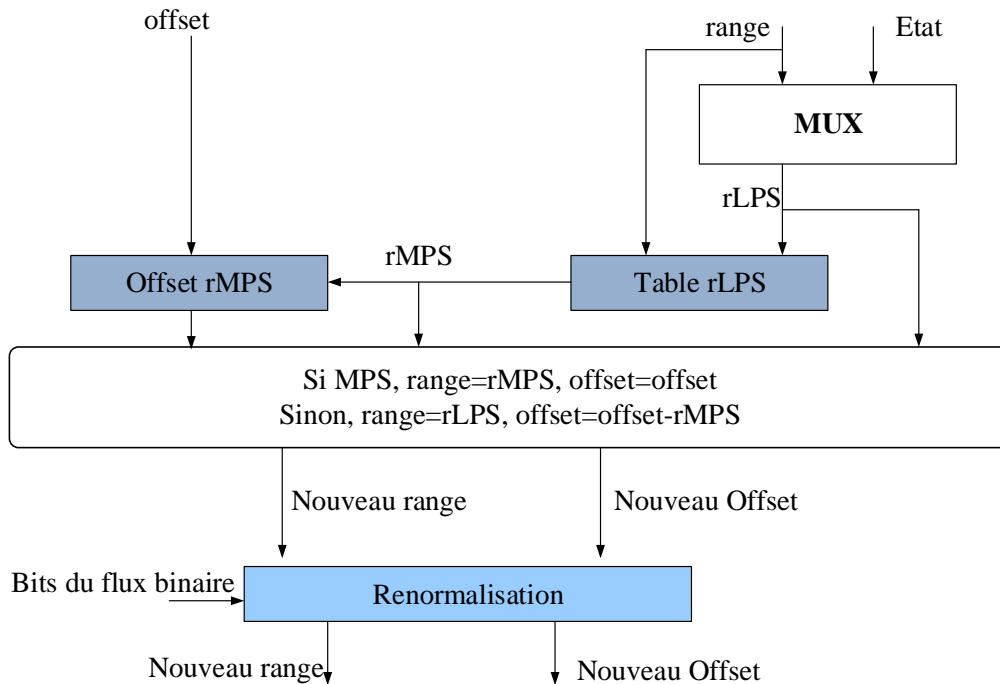 offset
range
Etat
MUX
rLPS
rMPS
Offset rMPS
Table rLPS
Si MPS, range=rMPS, offset=offset
Sinon, range=rLPS, offset=offset-rMPS
Nouveau range
Nouveau Offset
Bits du flux binaire
Renormalisation
Nouveau range
Nouveau Offset